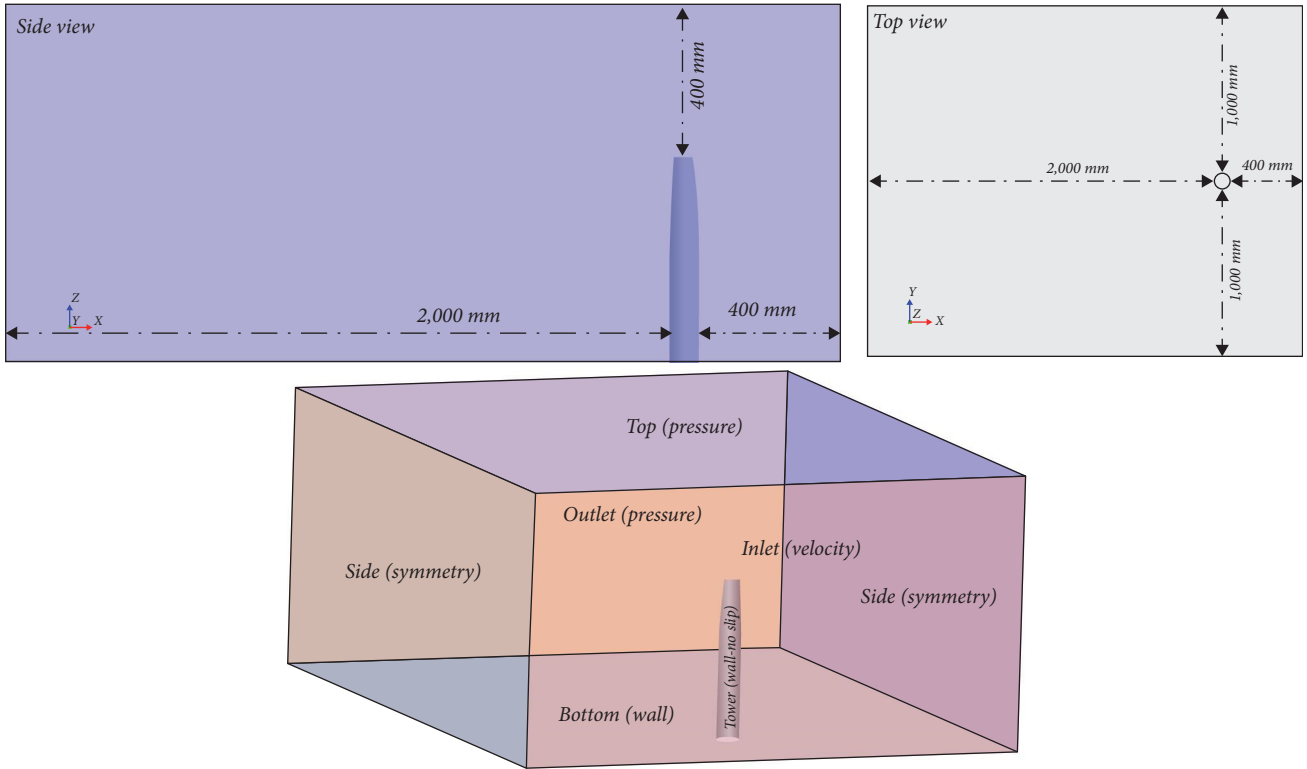 Side view
400 mm
2,000 mm
400 mm
Z
Y X
Top view
1,000 mm
2,000 mm
400 mm
1,000 mm
Y
Z X
Top (pressure)
Outlet (pressure)
Inlet (velocity)
Side (symmetry)
Side (symmetry)
Tower (wall-no slip)
Bottom (wall)